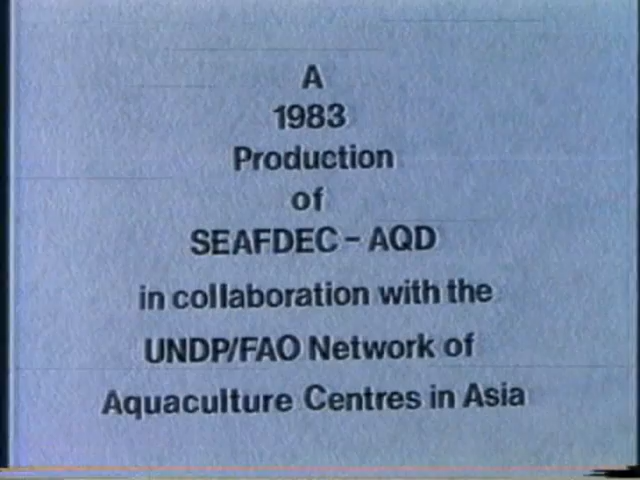 A
1983
Production
of
SEAFDEC - AQD
in collaboration with the
UNDP/FAO Network of
Aquaculture Centres in Asia